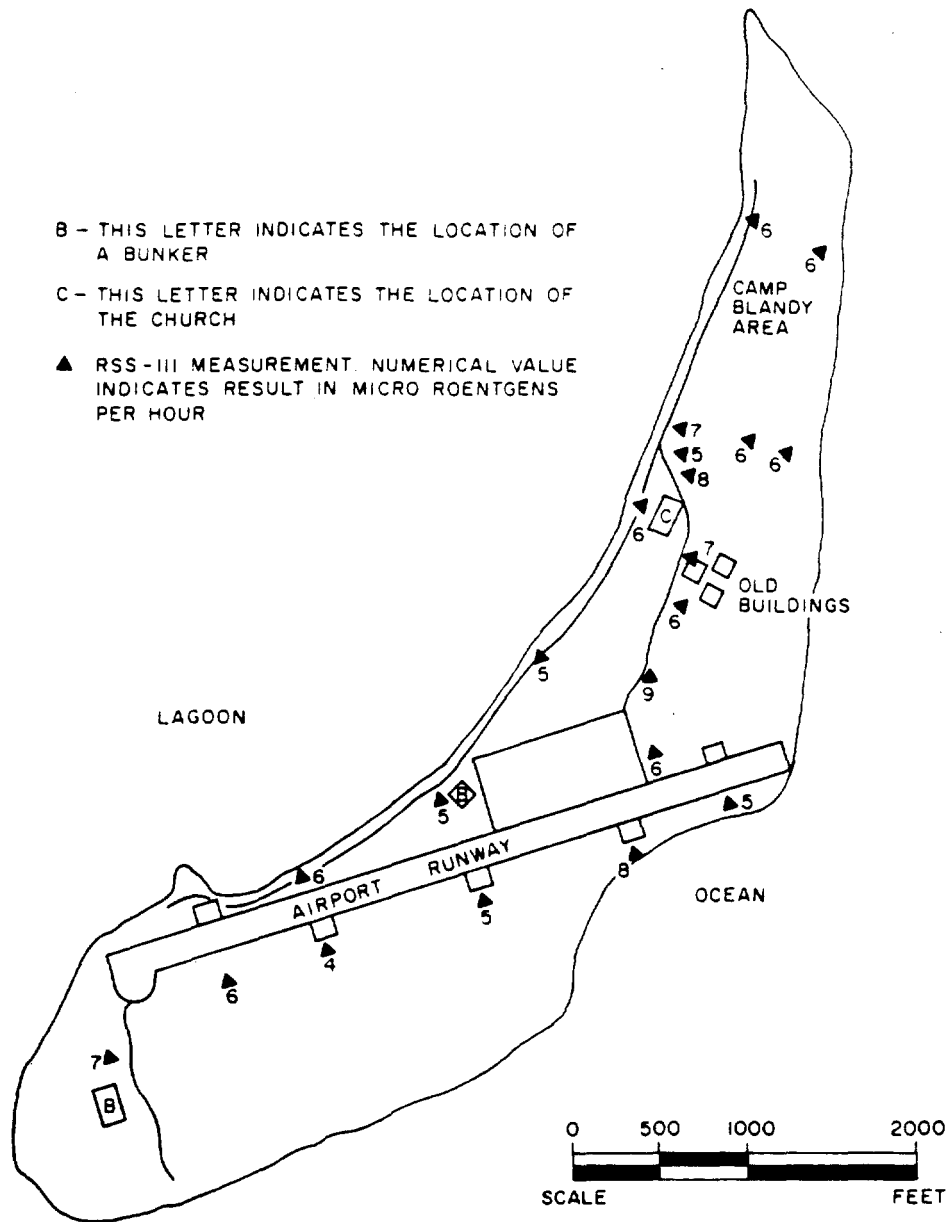 B – THIS LETTER INDICATES THE LOCATION OF
A BUNKER
C – THIS LETTER INDICATES THE LOCATION OF
THE CHURCH
▲ RSS-III MEASUREMENT. NUMERICAL VALUE
INDICATES RESULT IN MICRO ROENTGENS
PER HOUR
6
6
CAMP
BLANDY
AREA
7
5
6
6
8
C
6
7
OLD
BUILDINGS
6
5
9
LAGOON
6
B
5
5
8
6
AIRPORT RUNWAY
5
OCEAN
4
6
7
B
0 500 1000 2000
SCALE FEET